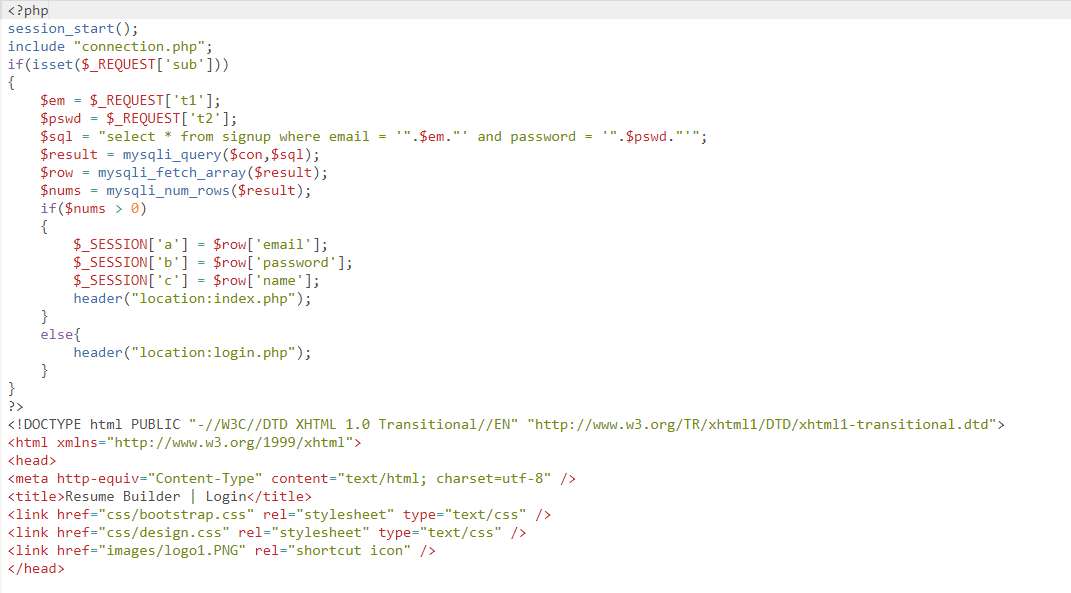 <?php
session_start();
include "connection.php";
if(isset($_REQUEST['sub']))
{
    $em = $_REQUEST['t1'];
    $pswd = $_REQUEST['t2'];
    $sql = "select * from signup where email = '".$em."' and password = '".$pswd."'";
    $result = mysqli_query($con,$sql);
    $row = mysqli_fetch_array($result);
    $nums = mysqli_num_rows($result);
    if($nums > 0)
    {
        $_SESSION['a'] = $row['email'];
        $_SESSION['b'] = $row['password'];
        $_SESSION['c'] = $row['name'];
        header("location:index.php");
    }
    else{
        header("location:login.php");
    }
}
?>
<!DOCTYPE html PUBLIC "-//W3C//DTD XHTML 1.0 Transitional//EN" "http://www.w3.org/TR/xhtml1/DTD/xhtml1-transitional.dtd">
<html xmlns="http://www.w3.org/1999/xhtml">
<head>
<meta http-equiv="Content-Type" content="text/html; charset=utf-8" />
<title>Resume Builder | Login</title>
<link href="css/bootstrap.css" rel="stylesheet" type="text/css" />
<link href="css/design.css" rel="stylesheet" type="text/css" />
<link href="images/logo1.PNG" rel="shortcut icon" />
</head>